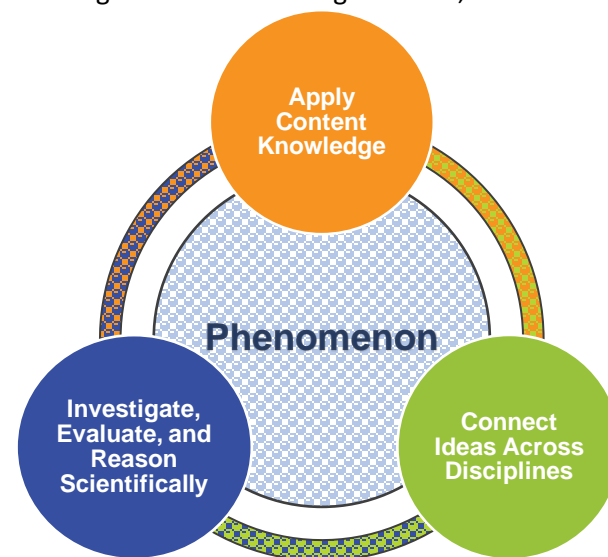 Apply
Content
Knowledge
Phenomenon
Investigate,
Evaluate, and
Reason
Scientifically
Connect
Ideas Across
Disciplines